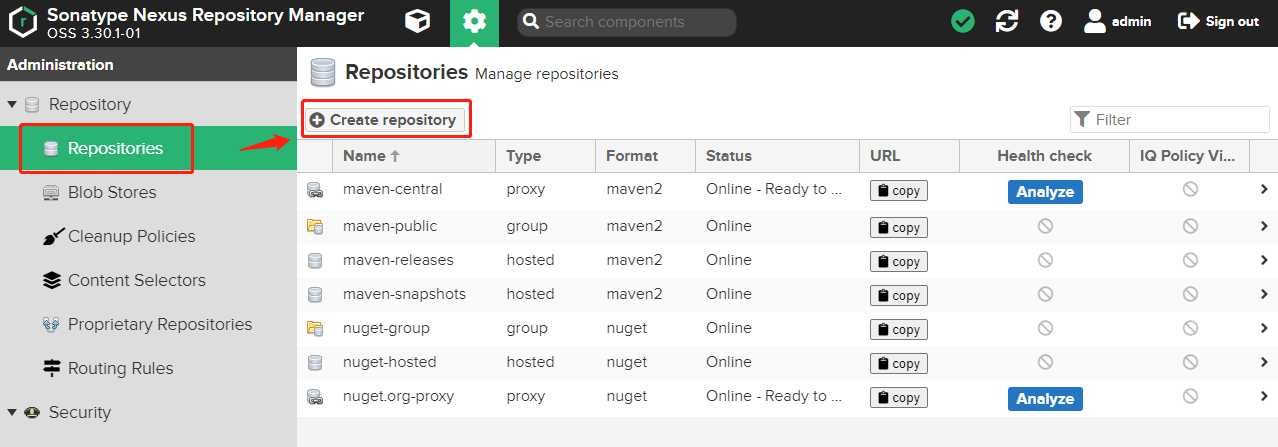 Sonatype Nexus Repository Manager
OSS 3.30.1-01
Search components
admin
Sign out
Administration
Repository
Repositories
Blob Stores
Cleanup Policies
Content Selectors
Proprietary Repositories
Routing Rules
Security
Repositories Manage repositories
Create repository
Filter
Name Type Format Status URL Health check IQ Policy Vi...
maven-central proxy maven2 Online - Ready to ... copy Analyze
maven-public group maven2 Online copy
maven-releases hosted maven2 Online copy
maven-snapshots hosted maven2 Online copy
nuget-group group nuget Online copy
nuget-hosted hosted nuget Online copy
nuget.org-proxy proxy nuget Online - Ready to ... copy Analyze